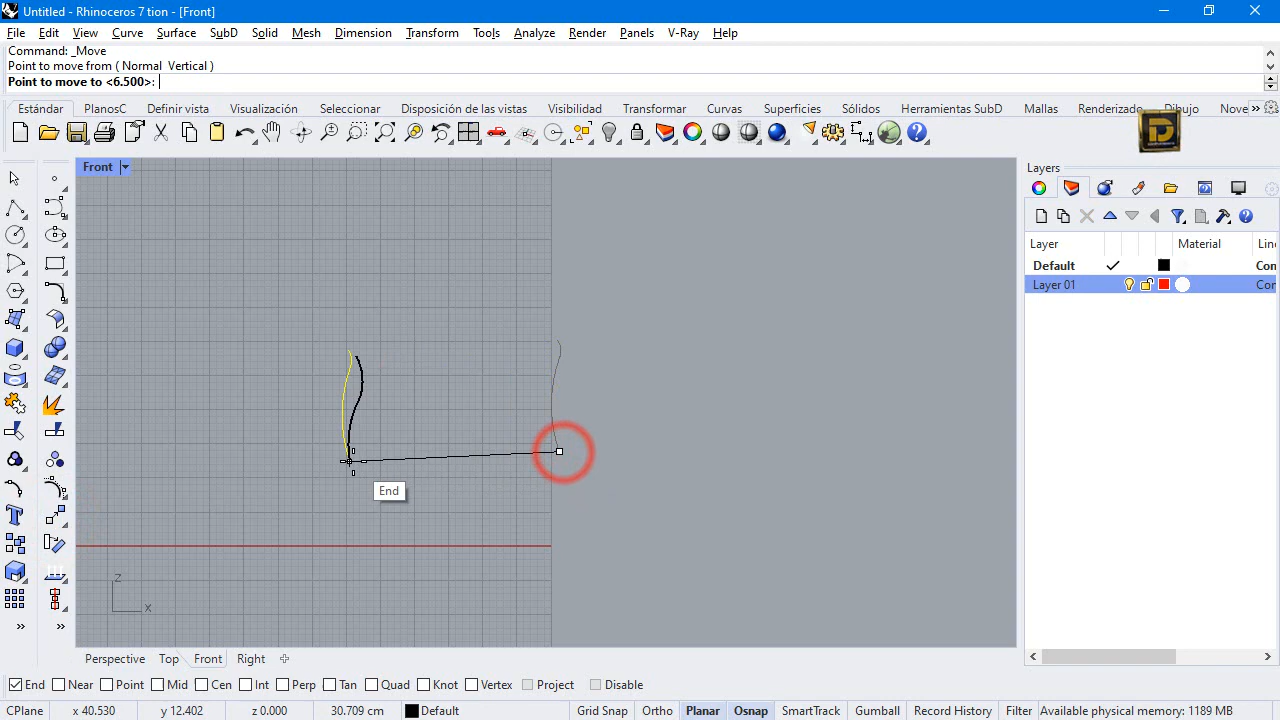 Untitled - Rhinoceros 7 tion - [Front]
File Edit View Curve Surface SubD Solid Mesh Dimension Transform Tools Analyze Render Panels V-Ray Help
Command: _Move
Point to move from ( Normal Vertical )
Point to move to <6.500>:
Estándar PlanosC Definir vista Visualización Seleccionar Disposición de las vistas Visibilidad Transformar Curvas Superficies Sólidos Herramientas SubD Mallas Renderizado Dibujo Nove »
Front
Layers
Layer Material Line
Default Con
Layer 01 Con
End
z
x
Perspective Top Front Right
End Near Point Mid Cen Int Perp Tan Quad Knot Vertex Project Disable
CPlane x 40.530 y 12.402 z 0.000 30.709 cm Default Grid Snap Ortho Planar Osnap SmartTrack Gumball Record History Filter Available physical memory: 1189 MB